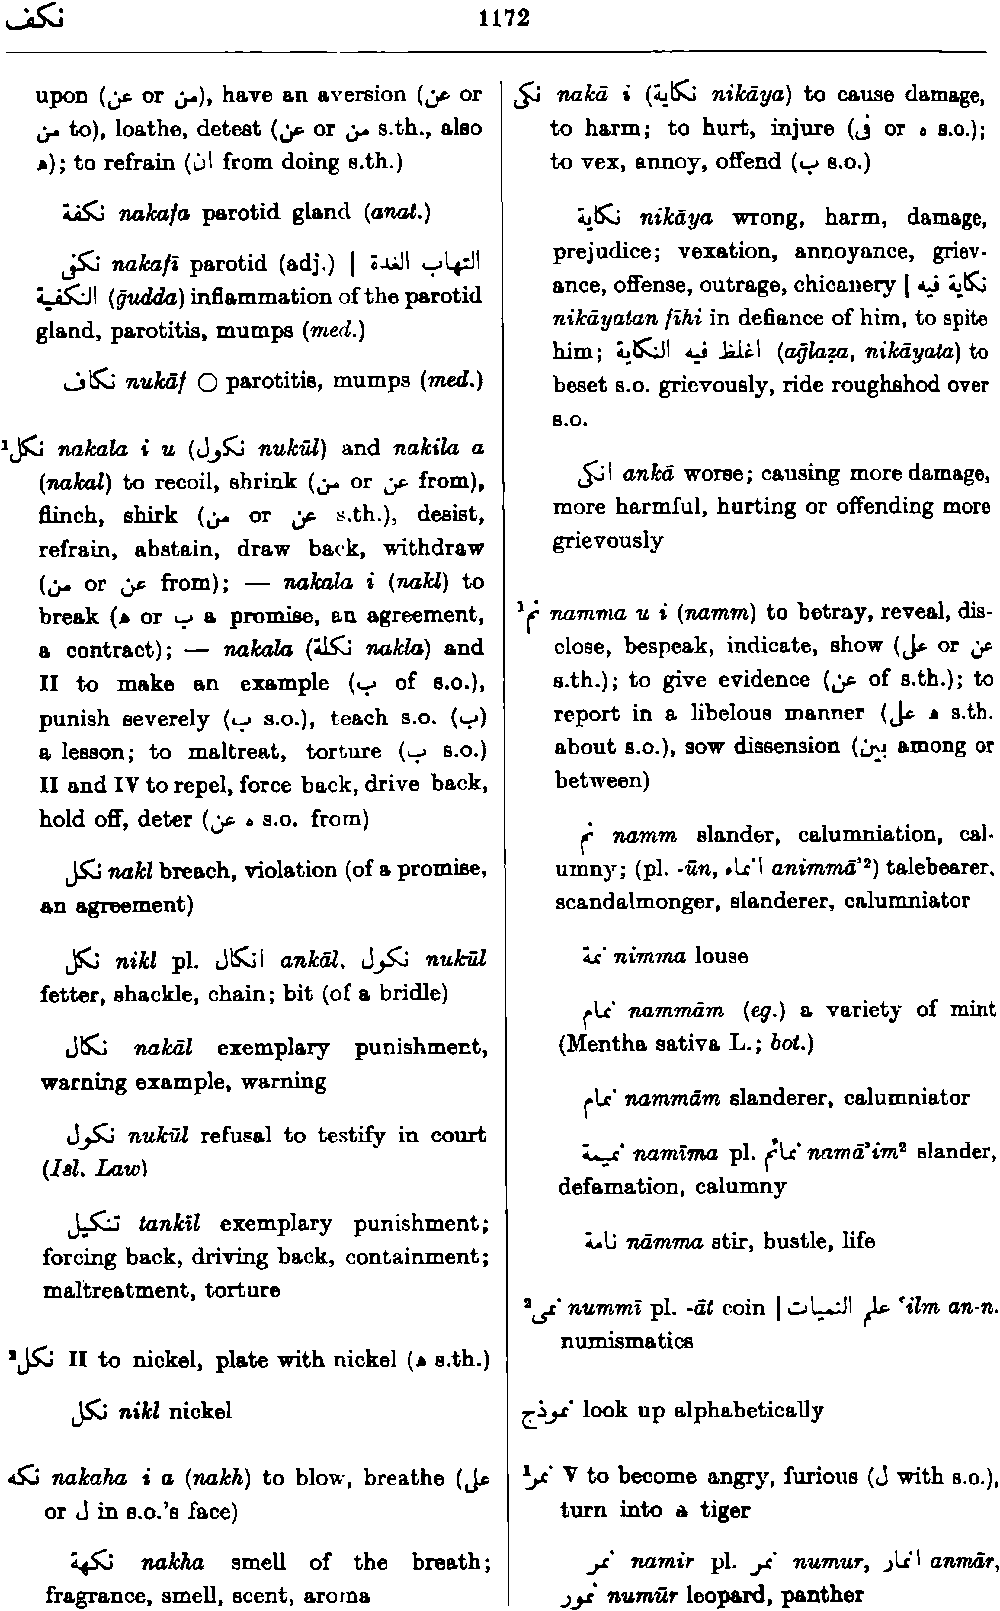 نكف
1172
upon (عن or من), have an aversion (عن or
من to), loathe, detest (عن or من s.th., also
ه); to refrain (ان from doing s.th.)
نكفة nakafa parotid gland (anat.)
نكفى nakafī parotid (adj.) | التهاب الغدة
النكفية (ḡudda) inflammation of the parotid
gland, parotitis, mumps (med.)
نكاف nukāf ○ parotitis, mumps (med.)
¹نكل nakala i u (نكول nukūl) and nakila a
(nakal) to recoil, shrink (من or عن from),
flinch, shirk (من or عن s.th.), desist,
refrain, abstain, draw back, withdraw
(من or عن from); — nakala i (nakl) to
break (ه or ب a promise, an agreement,
a contract); — nakala (نكلة nakla) and
II to make an example (ب of s.o.),
punish severely (ب s.o.), teach s.o. (ب)
a lesson; to maltreat, torture (ب s.o.)
II and IV to repel, force back, drive back,
hold off, deter (عن ه s.o. from)
نكل nakl breach, violation (of a promise,
an agreement)
نكل nikl pl. انكال ankāl, نكول nukūl
fetter, shackle, chain; bit (of a bridle)
نكال nakāl exemplary punishment,
warning example, warning
نكول nukūl refusal to testify in court
(Isl. Law)
تنكيل tankīl exemplary punishment;
forcing back, driving back, containment;
maltreatment, torture
²نكل II to nickel, plate with nickel (ه s.th.)
نكل nikl nickel
نكه nakaha i a (nakh) to blow, breathe (على
or ل in s.o.'s face)
نكهة nakha smell of the breath;
fragrance, smell, scent, aroma
نكى nakā i (نكاية nikāya) to cause damage,
to harm; to hurt, injure (فى or ه s.o.);
to vex, annoy, offend (ب s.o.)
نكاية nikāya wrong, harm, damage,
prejudice; vexation, annoyance, griev-
ance, offense, outrage, chicanery | نكاية فيه
nikāyatan fīhi in defiance of him, to spite
him; اغلظ فيه النكاية (aḡlaẓa, nikāyata) to
beset s.o. grievously, ride roughshod over
s.o.
انكى ankā worse; causing more damage,
more harmful, hurting or offending more
grievously
¹نم namma u i (namm) to betray, reveal, dis-
close, bespeak, indicate, show (على or عن
s.th.); to give evidence (عن of s.th.); to
report in a libelous manner (على ه s.th.
about s.o.), sow dissension (بين among or
between)
نم namm slander, calumniation, cal-
umny; (pl. -ūn, انماء animmā'²) talebearer,
scandalmonger, slanderer, calumniator
نمة nimma louse
نمام nammām (eg.) a variety of mint
(Mentha sativa L.; bot.)
نمام nammām slanderer, calumniator
نميمة namīma pl. نمائم namā'im² slander,
defamation, calumny
نامة nāmma stir, bustle, life
²نمى nummī pl. -āt coin | علم النميات ʿilm an-n.
numismatics
نموذج look up alphabetically
¹نمر V to become angry, furious (ل with s.o.),
turn into a tiger
نمر namir pl. نمر numur, انمار anmār,
نمور numūr leopard, panther